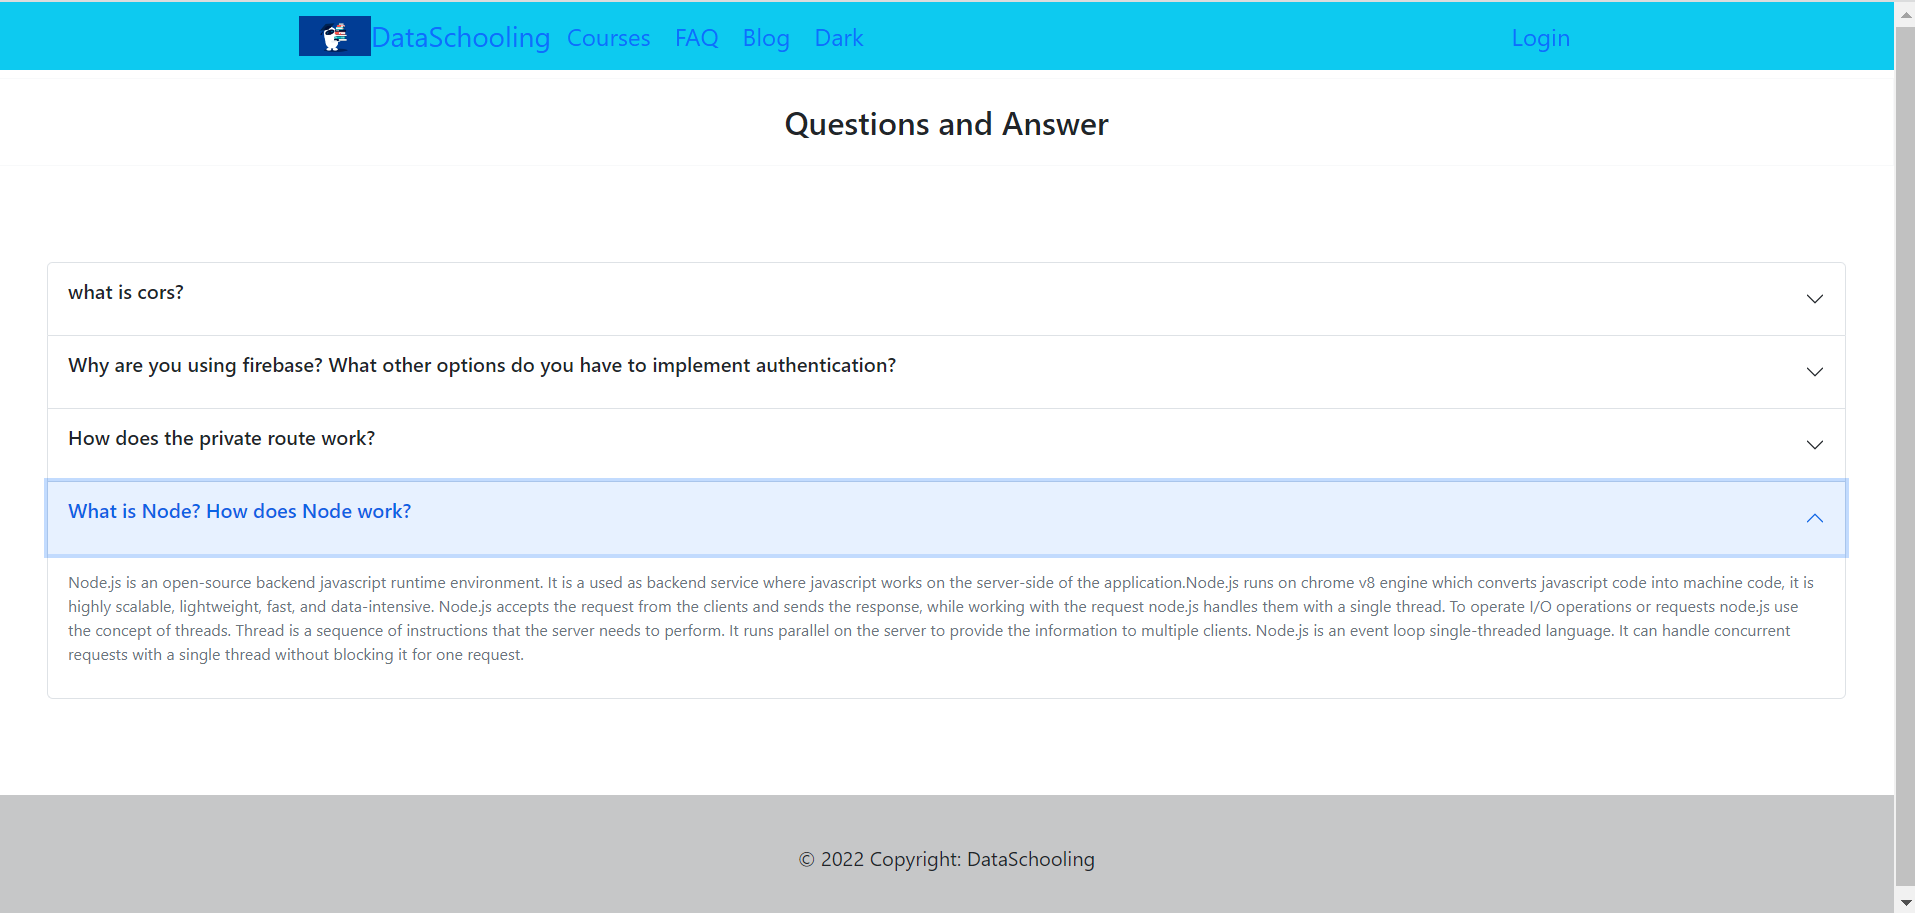 DataSchooling Courses FAQ Blog Dark Login
Questions and Answer
what is cors?
Why are you using firebase? What other options do you have to implement authentication?
How does the private route work?
What is Node? How does Node work?
Node.js is an open-source backend javascript runtime environment. It is a used as backend service where javascript works on the server-side of the application.Node.js runs on chrome v8 engine which converts javascript code into machine code, it is
highly scalable, lightweight, fast, and data-intensive. Node.js accepts the request from the clients and sends the response, while working with the request node.js handles them with a single thread. To operate I/O operations or requests node.js use
the concept of threads. Thread is a sequence of instructions that the server needs to perform. It runs parallel on the server to provide the information to multiple clients. Node.js is an event loop single-threaded language. It can handle concurrent
requests with a single thread without blocking it for one request.
© 2022 Copyright: DataSchooling